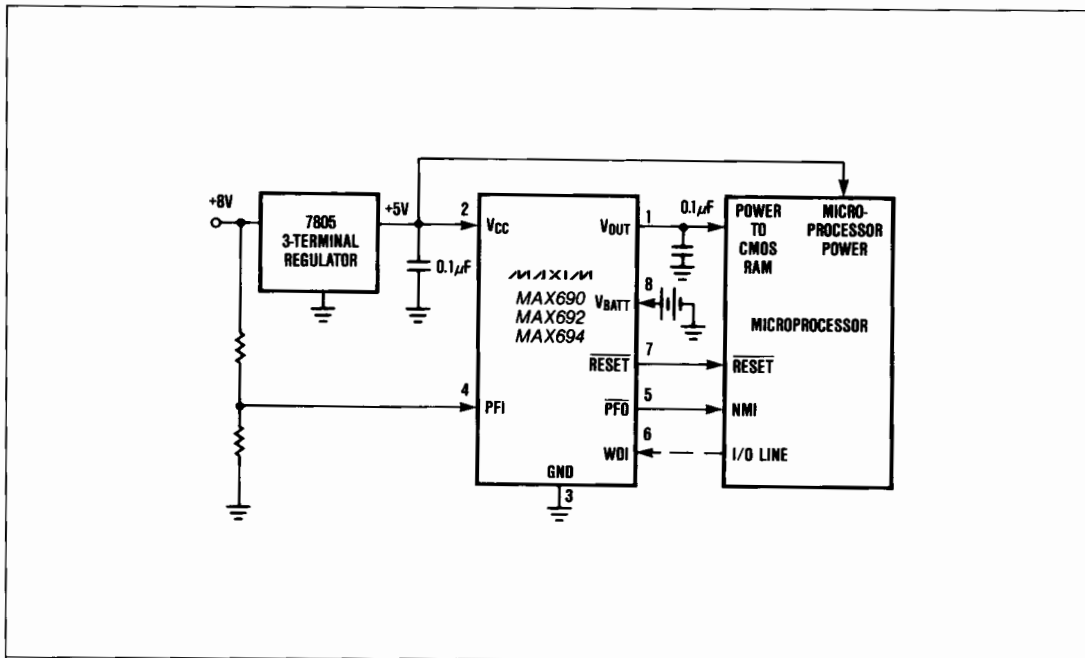 +8V
7805
3-TERMINAL
REGULATOR
+5V
0.1μF
2
VCC
4
PFI
MAXIM
MAX690
MAX692
MAX694
GND
3
VOUT
1
VBATT
8
RESET
7
PFO
5
WDI
6
0.1μF
POWER
TO
CMOS
RAM
MICRO-
PROCESSOR
POWER
MICROPROCESSOR
RESET
NMI
I/O LINE